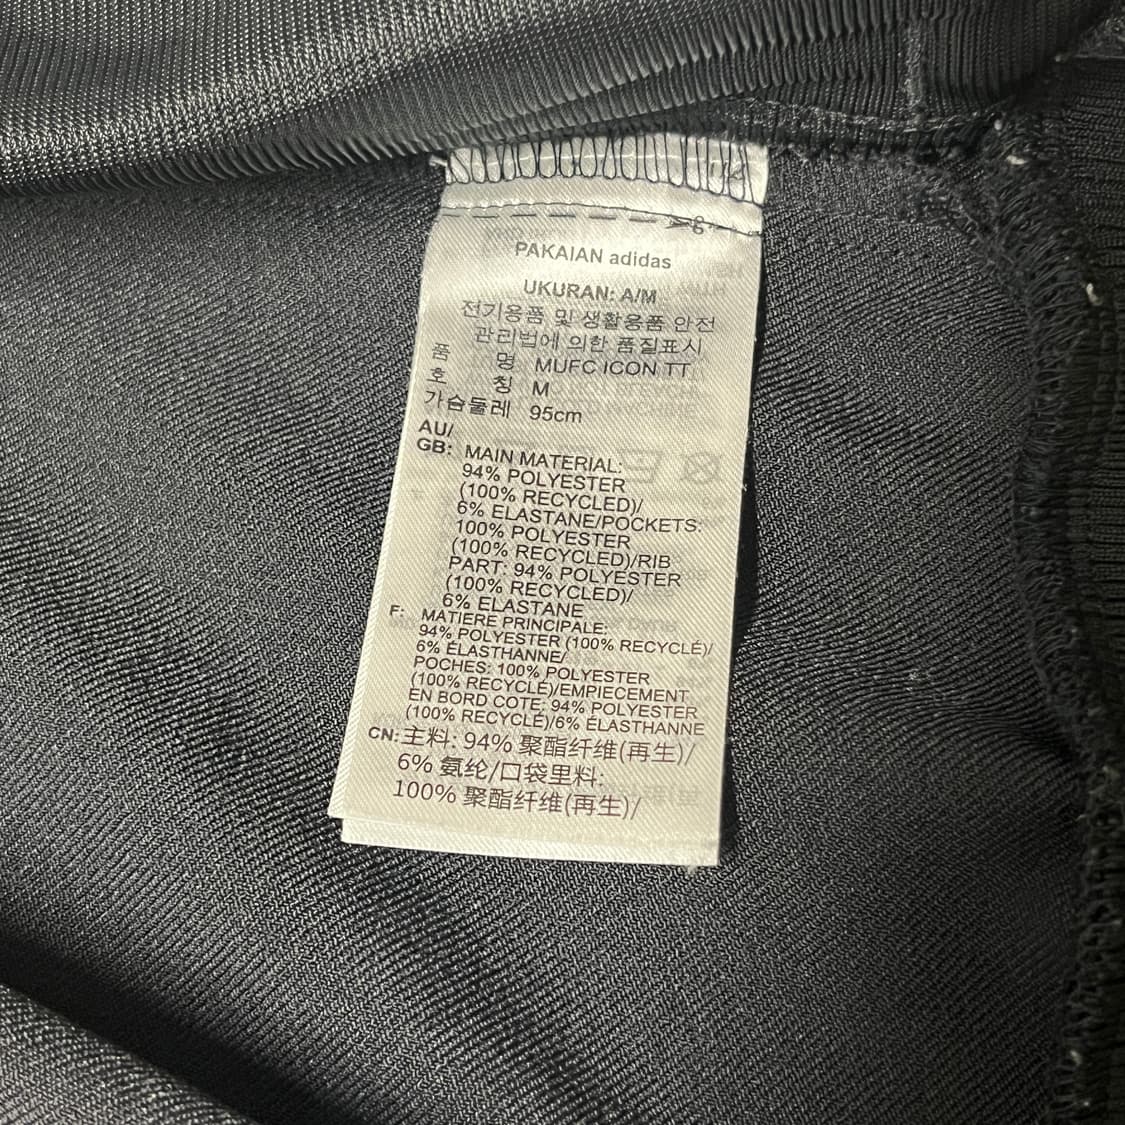 PAKAIAN adidas
UKURAN: A/M
전기용품 및 생활용품 안전
관리법에 의한 품질표시
품 명 MUFC ICON TT
호 칭 M
가슴둘레 95cm
AU/
GB: MAIN MATERIAL:
94% POLYESTER
(100% RECYCLED)/
6% ELASTANE/POCKETS:
100% POLYESTER
(100% RECYCLED)/RIB
PART: 94% POLYESTER
(100% RECYCLED)/
6% ELASTANE
F: MATIERE PRINCIPALE:
94% POLYESTER (100% RECYCLÉ)/
6% ÉLASTHANNE/
POCHES: 100% POLYESTER
(100% RECYCLÉ)/EMPIECEMENT
EN BORD COTE: 94% POLYESTER
(100% RECYCLÉ)/6% ÉLASTHANNE
CN: 主料: 94% 聚酯纤维(再生)/
6% 氨纶/口袋里料:
100% 聚酯纤维(再生)/